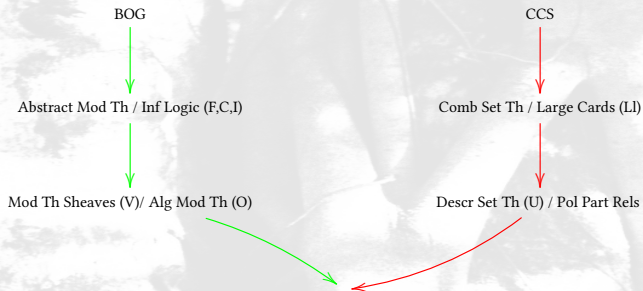 BOG
CCS
Abstract Mod Th / Inf Logic (F,C,I)
Comb Set Th / Large Cards (Ll)
Mod Th Sheaves (V)/ Alg Mod Th (O)
Descr Set Th (U) / Pol Part Rels